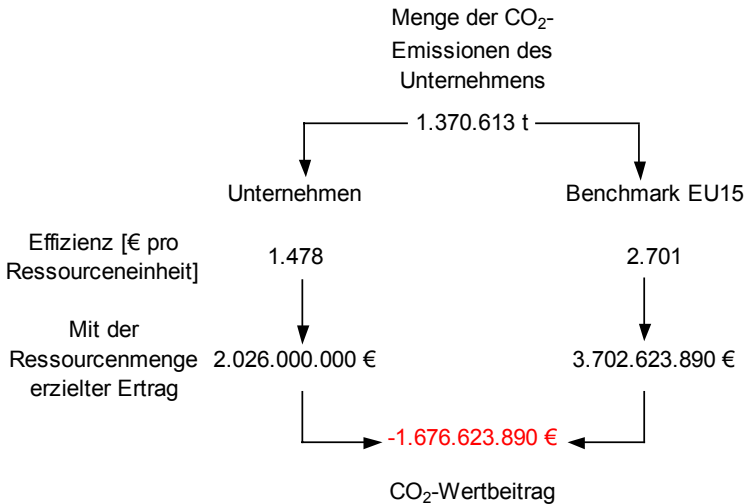 Menge der CO₂-
Emissionen des
Unternehmens
1.370.613 t
Unternehmen
Benchmark EU15
Effizienz [€ pro
Ressourceneinheit]
1.478
2.701
Mit der
Ressourcenmenge
erzielter Ertrag
2.026.000.000 €
3.702.623.890 €
-1.676.623.890 €
CO₂-Wertbeitrag